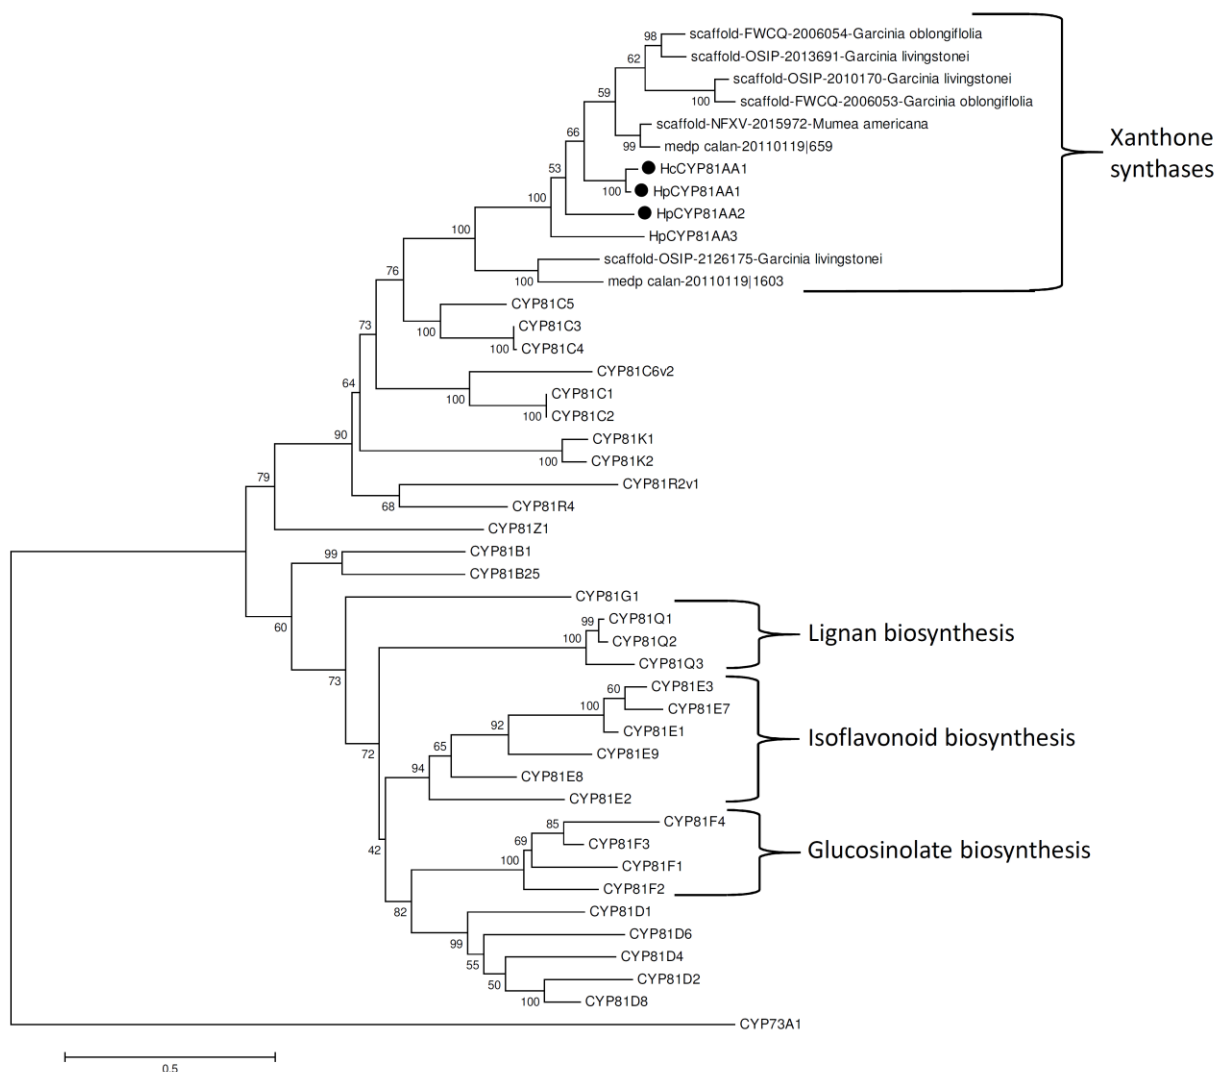 98 scaffold-FWCQ-2006054-Garcinia oblongiflolia
scaffold-OSIP-2013691-Garcinia livingstonei
62
scaffold-OSIP-2010170-Garcinia livingstonei
100 scaffold-FWCQ-2006053-Garcinia oblongiflolia
59
scaffold-NFXV-2015972-Mumea americana
66
99 medp calan-20110119|659
Xanthone
synthases
53 HcCYP81AA1
100 HpCYP81AA1
100 HpCYP81AA2
HpCYP81AA3
100
scaffold-OSIP-2126175-Garcinia livingstonei
76
100 medp calan-20110119|1603
CYP81C5
73 CYP81C3
100
100 CYP81C4
CYP81C6v2
64
100 CYP81C1
100 CYP81C2
90 CYP81K1
100 CYP81K2
79 CYP81R2v1
68 CYP81R4
CYP81Z1
99 CYP81B1
CYP81B25
CYP81G1
60
99 CYP81Q1
100 CYP81Q2
Lignan biosynthesis
CYP81Q3
73
60 CYP81E3
100 CYP81E7
92 CYP81E1
Isoflavonoid biosynthesis
72 65 CYP81E9
94 CYP81E8
CYP81E2
85 CYP81F4
69 CYP81F3
42 100 CYP81F1
Glucosinolate biosynthesis
CYP81F2
82 CYP81D1
99 CYP81D6
55 CYP81D4
50 CYP81D2
100 CYP81D8
CYP73A1
0.5